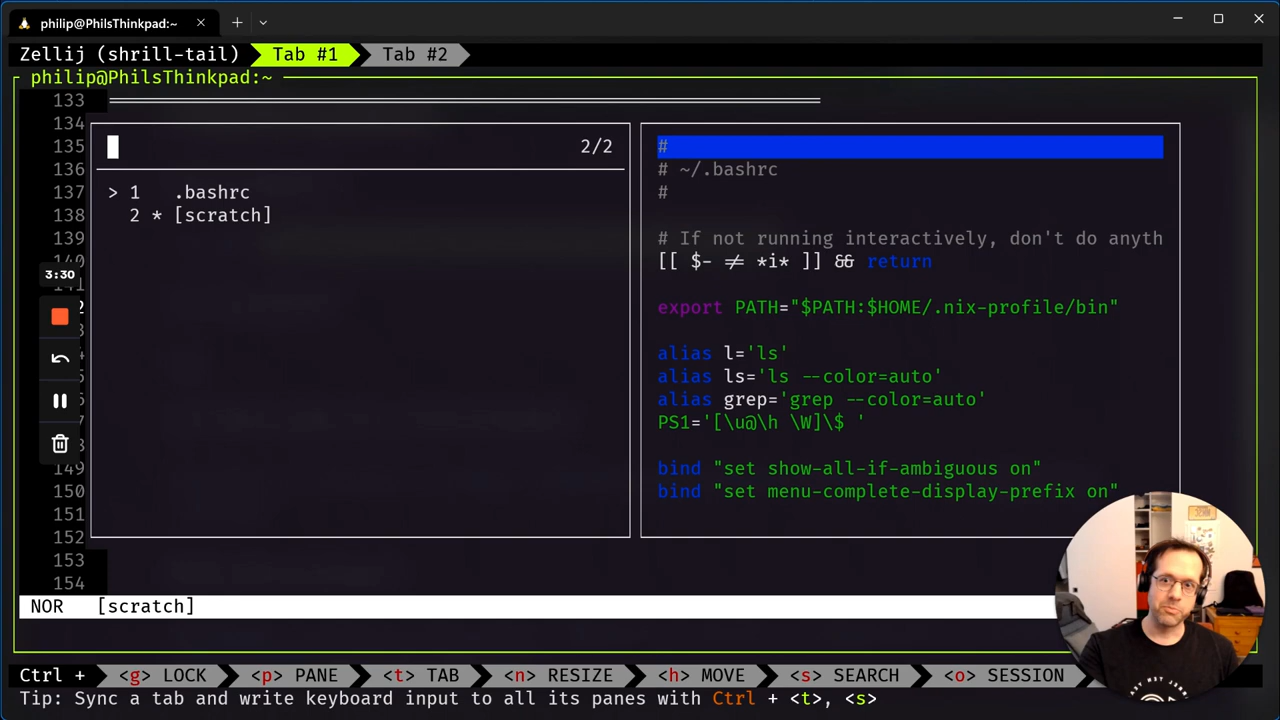 philip@PhilsThinkpad:~
Zellij (shrill-tail) Tab #1 Tab #2
philip@PhilsThinkpad:~
133
134
135
136
137
138
139
149
150
151
152
153
154
3:30
2/2
> 1 .bashrc
2 * [scratch]
#
# ~/.bashrc
#
# If not running interactively, don't do anyth
[[ $- ≠ *i* ]] && return
export PATH="$PATH:$HOME/.nix-profile/bin"
alias l='ls'
alias ls='ls --color=auto'
alias grep='grep --color=auto'
PS1='[\u@\h \W]\$ '
bind "set show-all-if-ambiguous on"
bind "set menu-complete-display-prefix on"
NOR [scratch]
Ctrl + <g> LOCK <p> PANE <t> TAB <n> RESIZE <h> MOVE <s> SEARCH <o> SESSION
Tip: Sync a tab and write keyboard input to all its panes with Ctrl + <t>, <s>